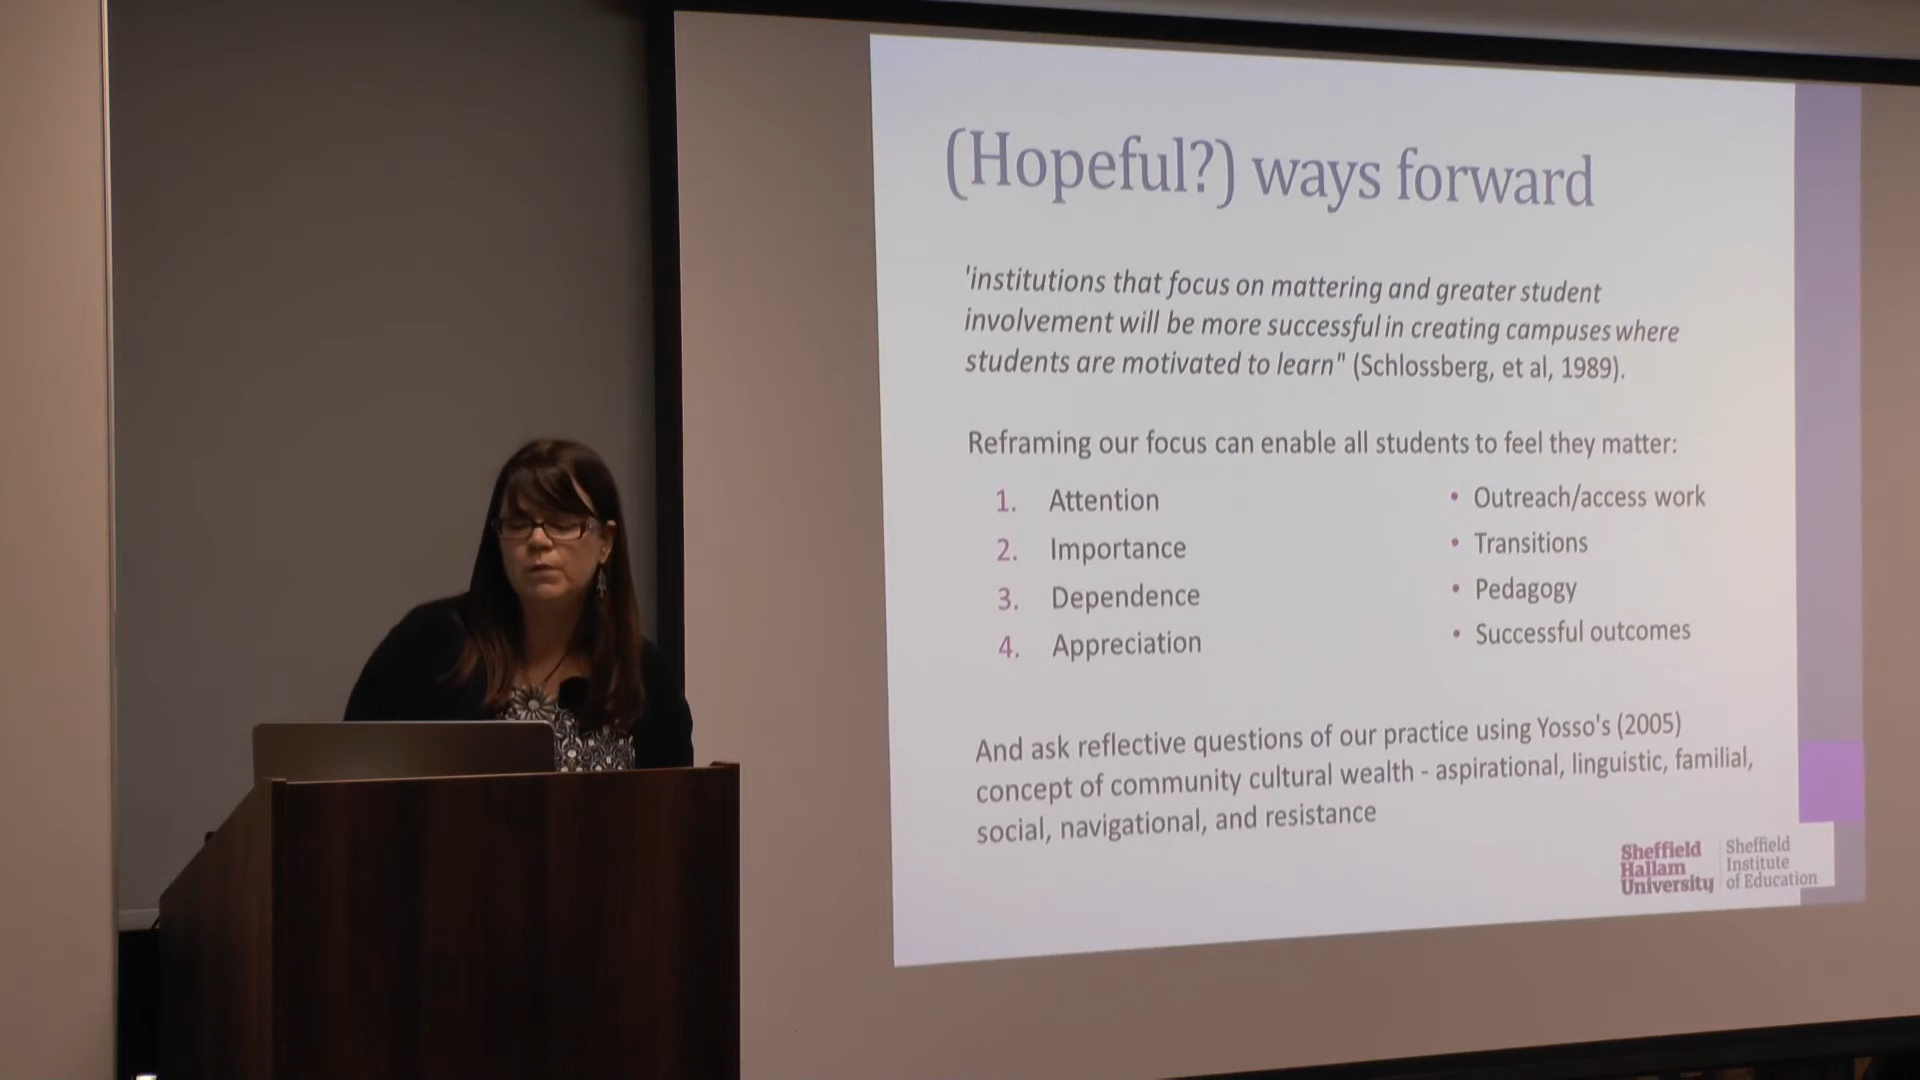 (Hopeful?) ways forward
'institutions that focus on mattering and greater student
involvement will be more successful in creating campuses where
students are motivated to learn" (Schlossberg, et al, 1989).
Reframing our focus can enable all students to feel they matter:
1. Attention
2. Importance
3. Dependence
4. Appreciation
• Outreach/access work
• Transitions
• Pedagogy
• Successful outcomes
And ask reflective questions of our practice using Yosso's (2005)
concept of community cultural wealth - aspirational, linguistic, familial,
social, navigational, and resistance
Sheffield
Hallam
University
Sheffield
Institute
of Education